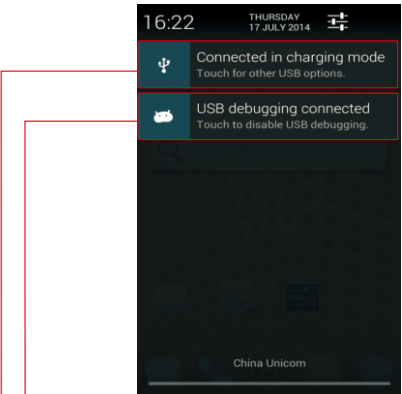 16:22
THURSDAY
17 JULY 2014
Connected in charging mode
Touch for other USB options.
USB debugging connected
Touch to disable USB debugging.
China Unicom